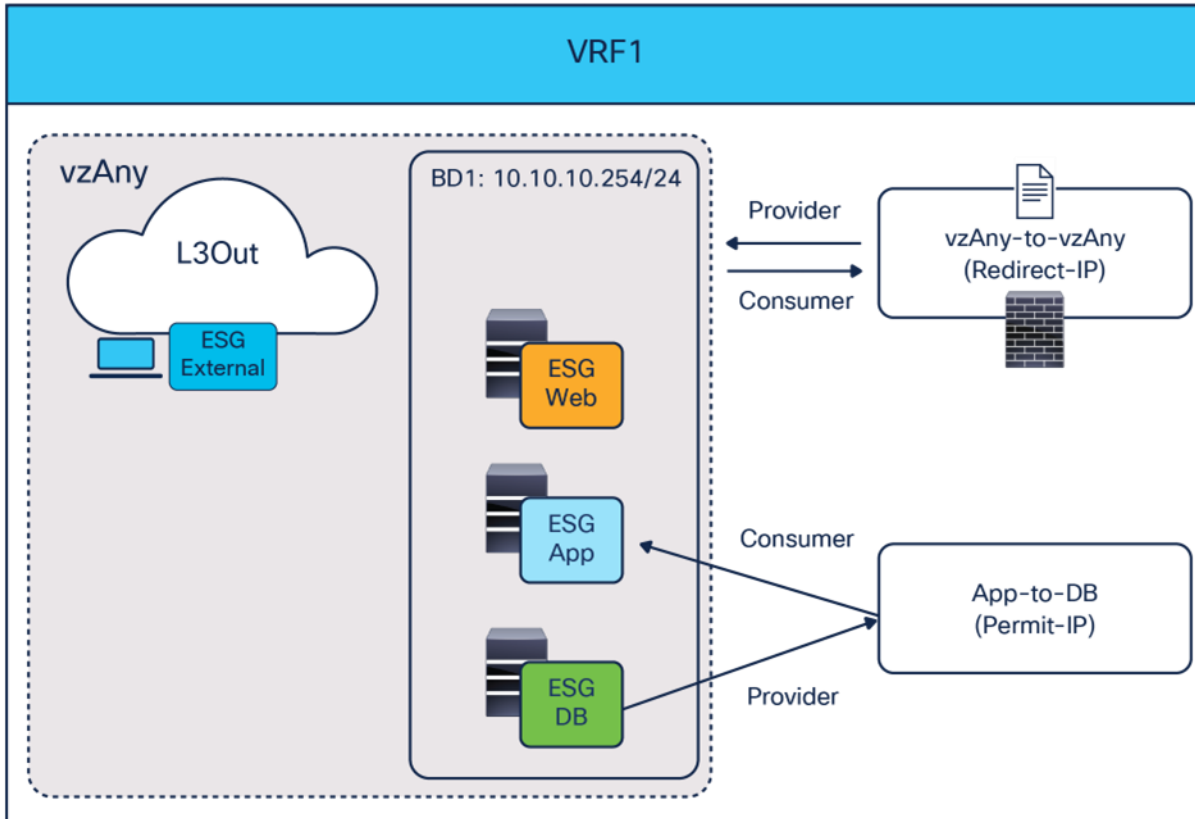 VRF1
vzAny
L3Out
ESG
External
BD1: 10.10.10.254/24
ESG
Web
ESG
App
ESG
DB
Provider
Consumer
vzAny-to-vzAny
(Redirect-IP)
Consumer
Provider
App-to-DB
(Permit-IP)